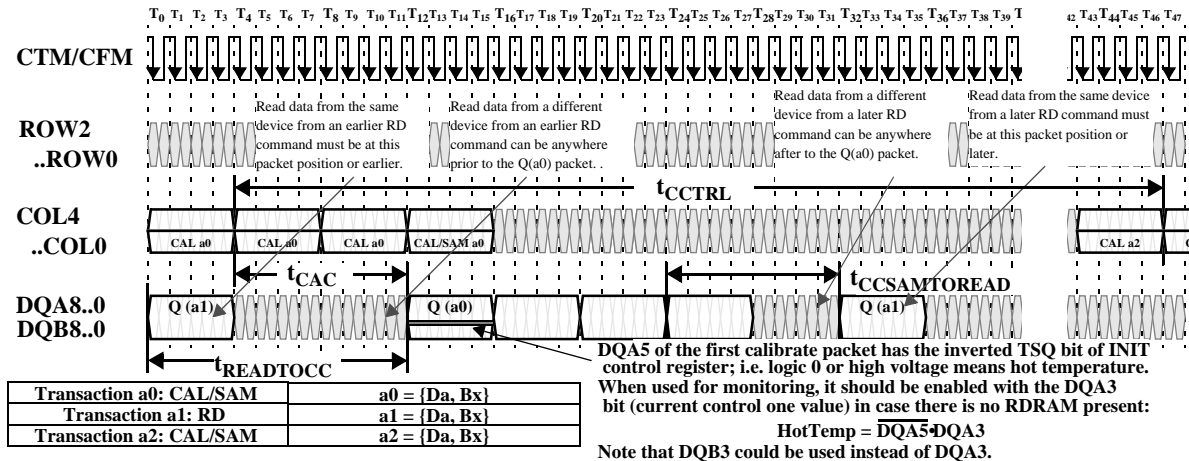 T0 T1 T2 T3 T4 T5 T6 T7 T8 T9 T10 T11 T12 T13 T14 T15 T16 T17 T18 T19 T20 T21 T22 T23 T24 T25 T26 T27 T28 T29 T30 T31 T32 T33 T34 T35 T36 T37 T38 T39 T 42 T43 T44 T45 T46 T47
CTM/CFM
Read data from the same
device from an earlier RD
command must be at this
packet position or earlier.
Read data from a different
device from an earlier RD
command can be anywhere
prior to the Q(a0) packet. .
Read data from a different
device from a later RD
command can be anywhere
after to the Q(a0) packet.
Read data from the same device
from a later RD command must
be at this packet position or
later.
ROW2
..ROW0
tCCTRL
COL4
..COL0
CAL a0 CAL a0 CAL a0 CAL/SAM a0 CAL a2 C
tCAC
tCCSAMTOREAD
DQA8..0
DQB8..0
Q (a1) Q (a0) Q (a1)
tREADTOCC
DQA5 of the first calibrate packet has the inverted TSQ bit of INIT
control register; i.e. logic 0 or high voltage means hot temperature.
When used for monitoring, it should be enabled with the DQA3
bit (current control one value) in case there is no RDRAM present:
HotTemp = D̅Q̅A̅5̅•DQA3
Note that DQB3 could be used instead of DQA3.
Transaction a0: CAL/SAM a0 = {Da, Bx}
Transaction a1: RD a1 = {Da, Bx}
Transaction a2: CAL/SAM a2 = {Da, Bx}